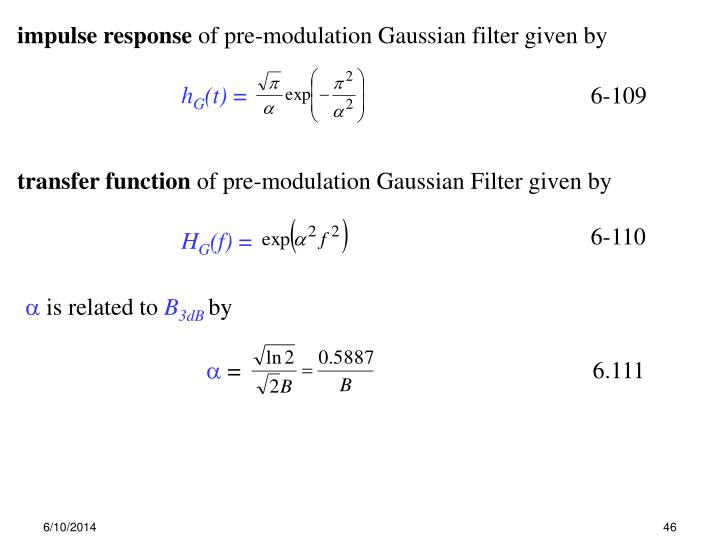 impulse response of pre-modulation Gaussian filter given by
h_G(t) = \frac{\sqrt{\pi}}{\alpha} \exp\left(-\frac{\pi^2}{\alpha^2}\right) 6-109
transfer function of pre-modulation Gaussian Filter given by
H_G(f) = \exp\left(\alpha^2 f^2\right) 6-110
α is related to B_{3dB} by
α = \frac{\sqrt{\ln 2}}{\sqrt{2}B} = \frac{0.5887}{B} 6.111
6/10/2014 46